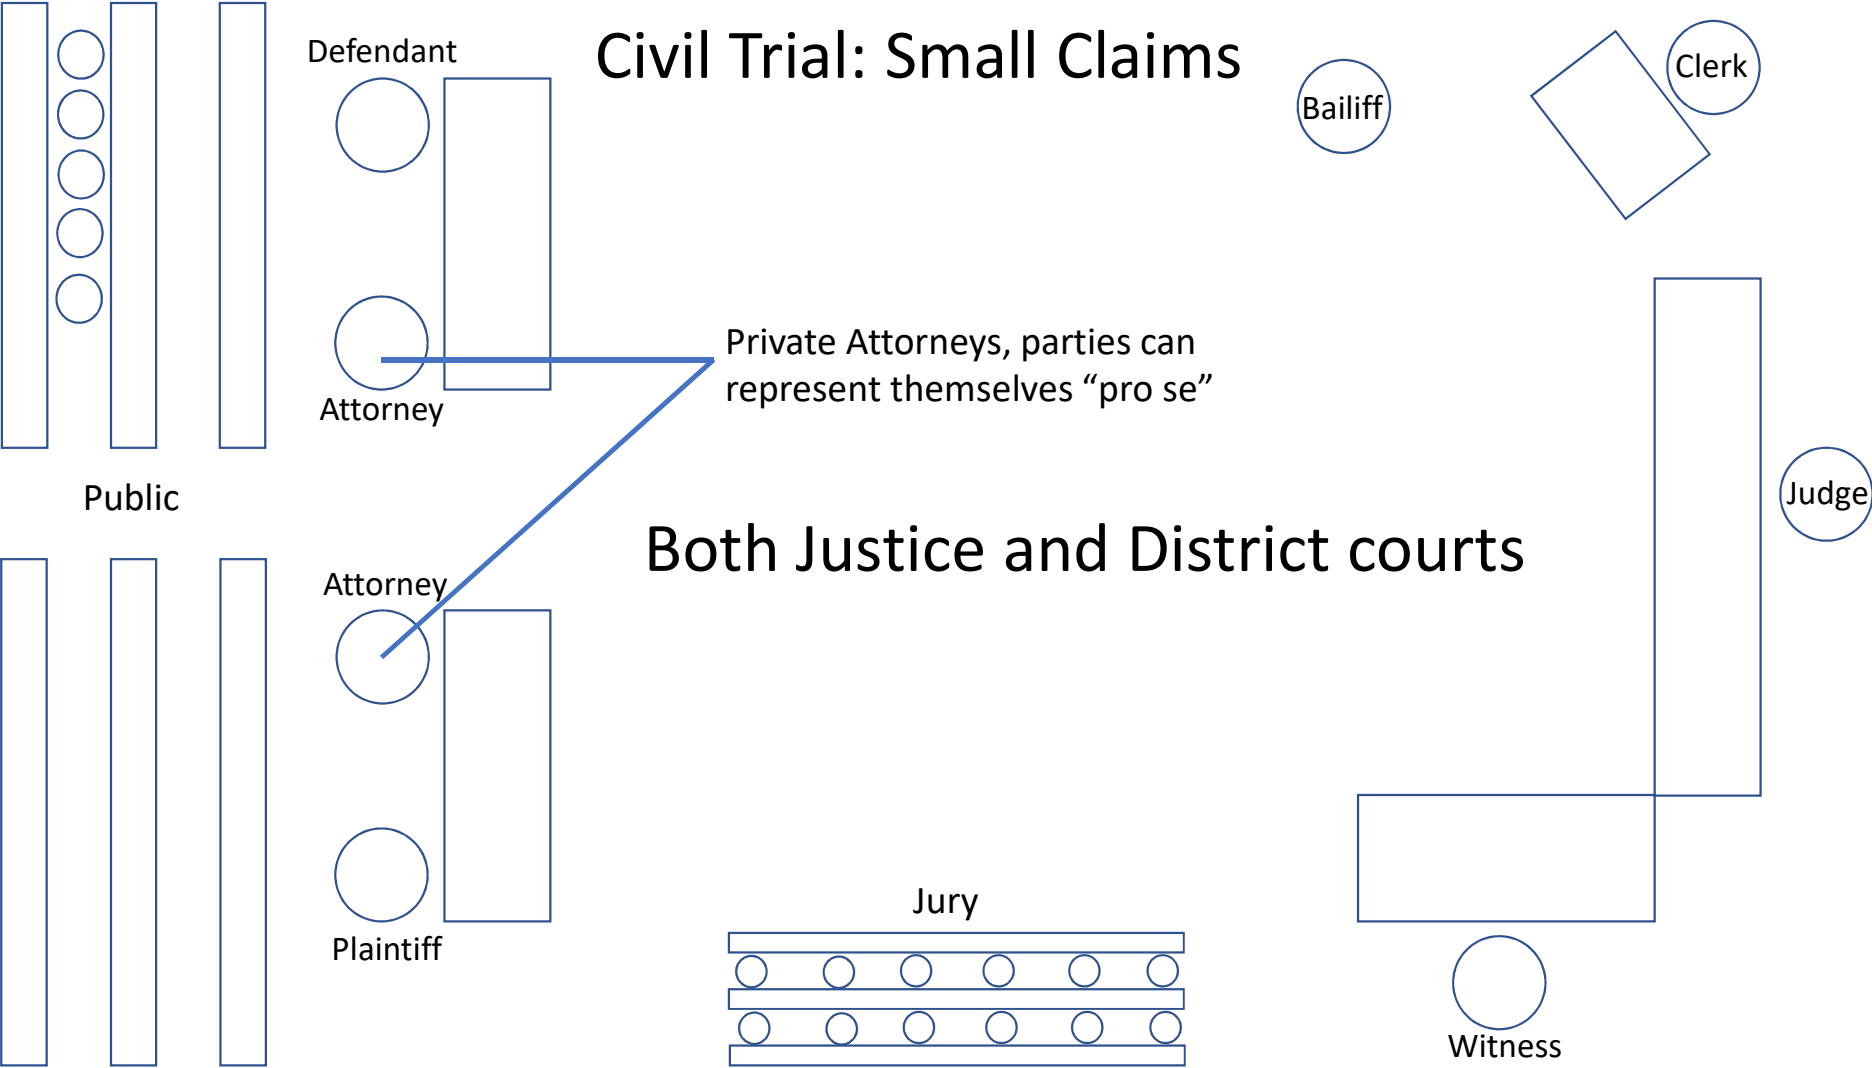 Civil Trial: Small Claims
Defendant
Bailiff
Clerk
Private Attorneys, parties can
represent themselves “pro se”
Attorney
Public
Judge
Both Justice and District courts
Attorney
Jury
Plaintiff
Witness